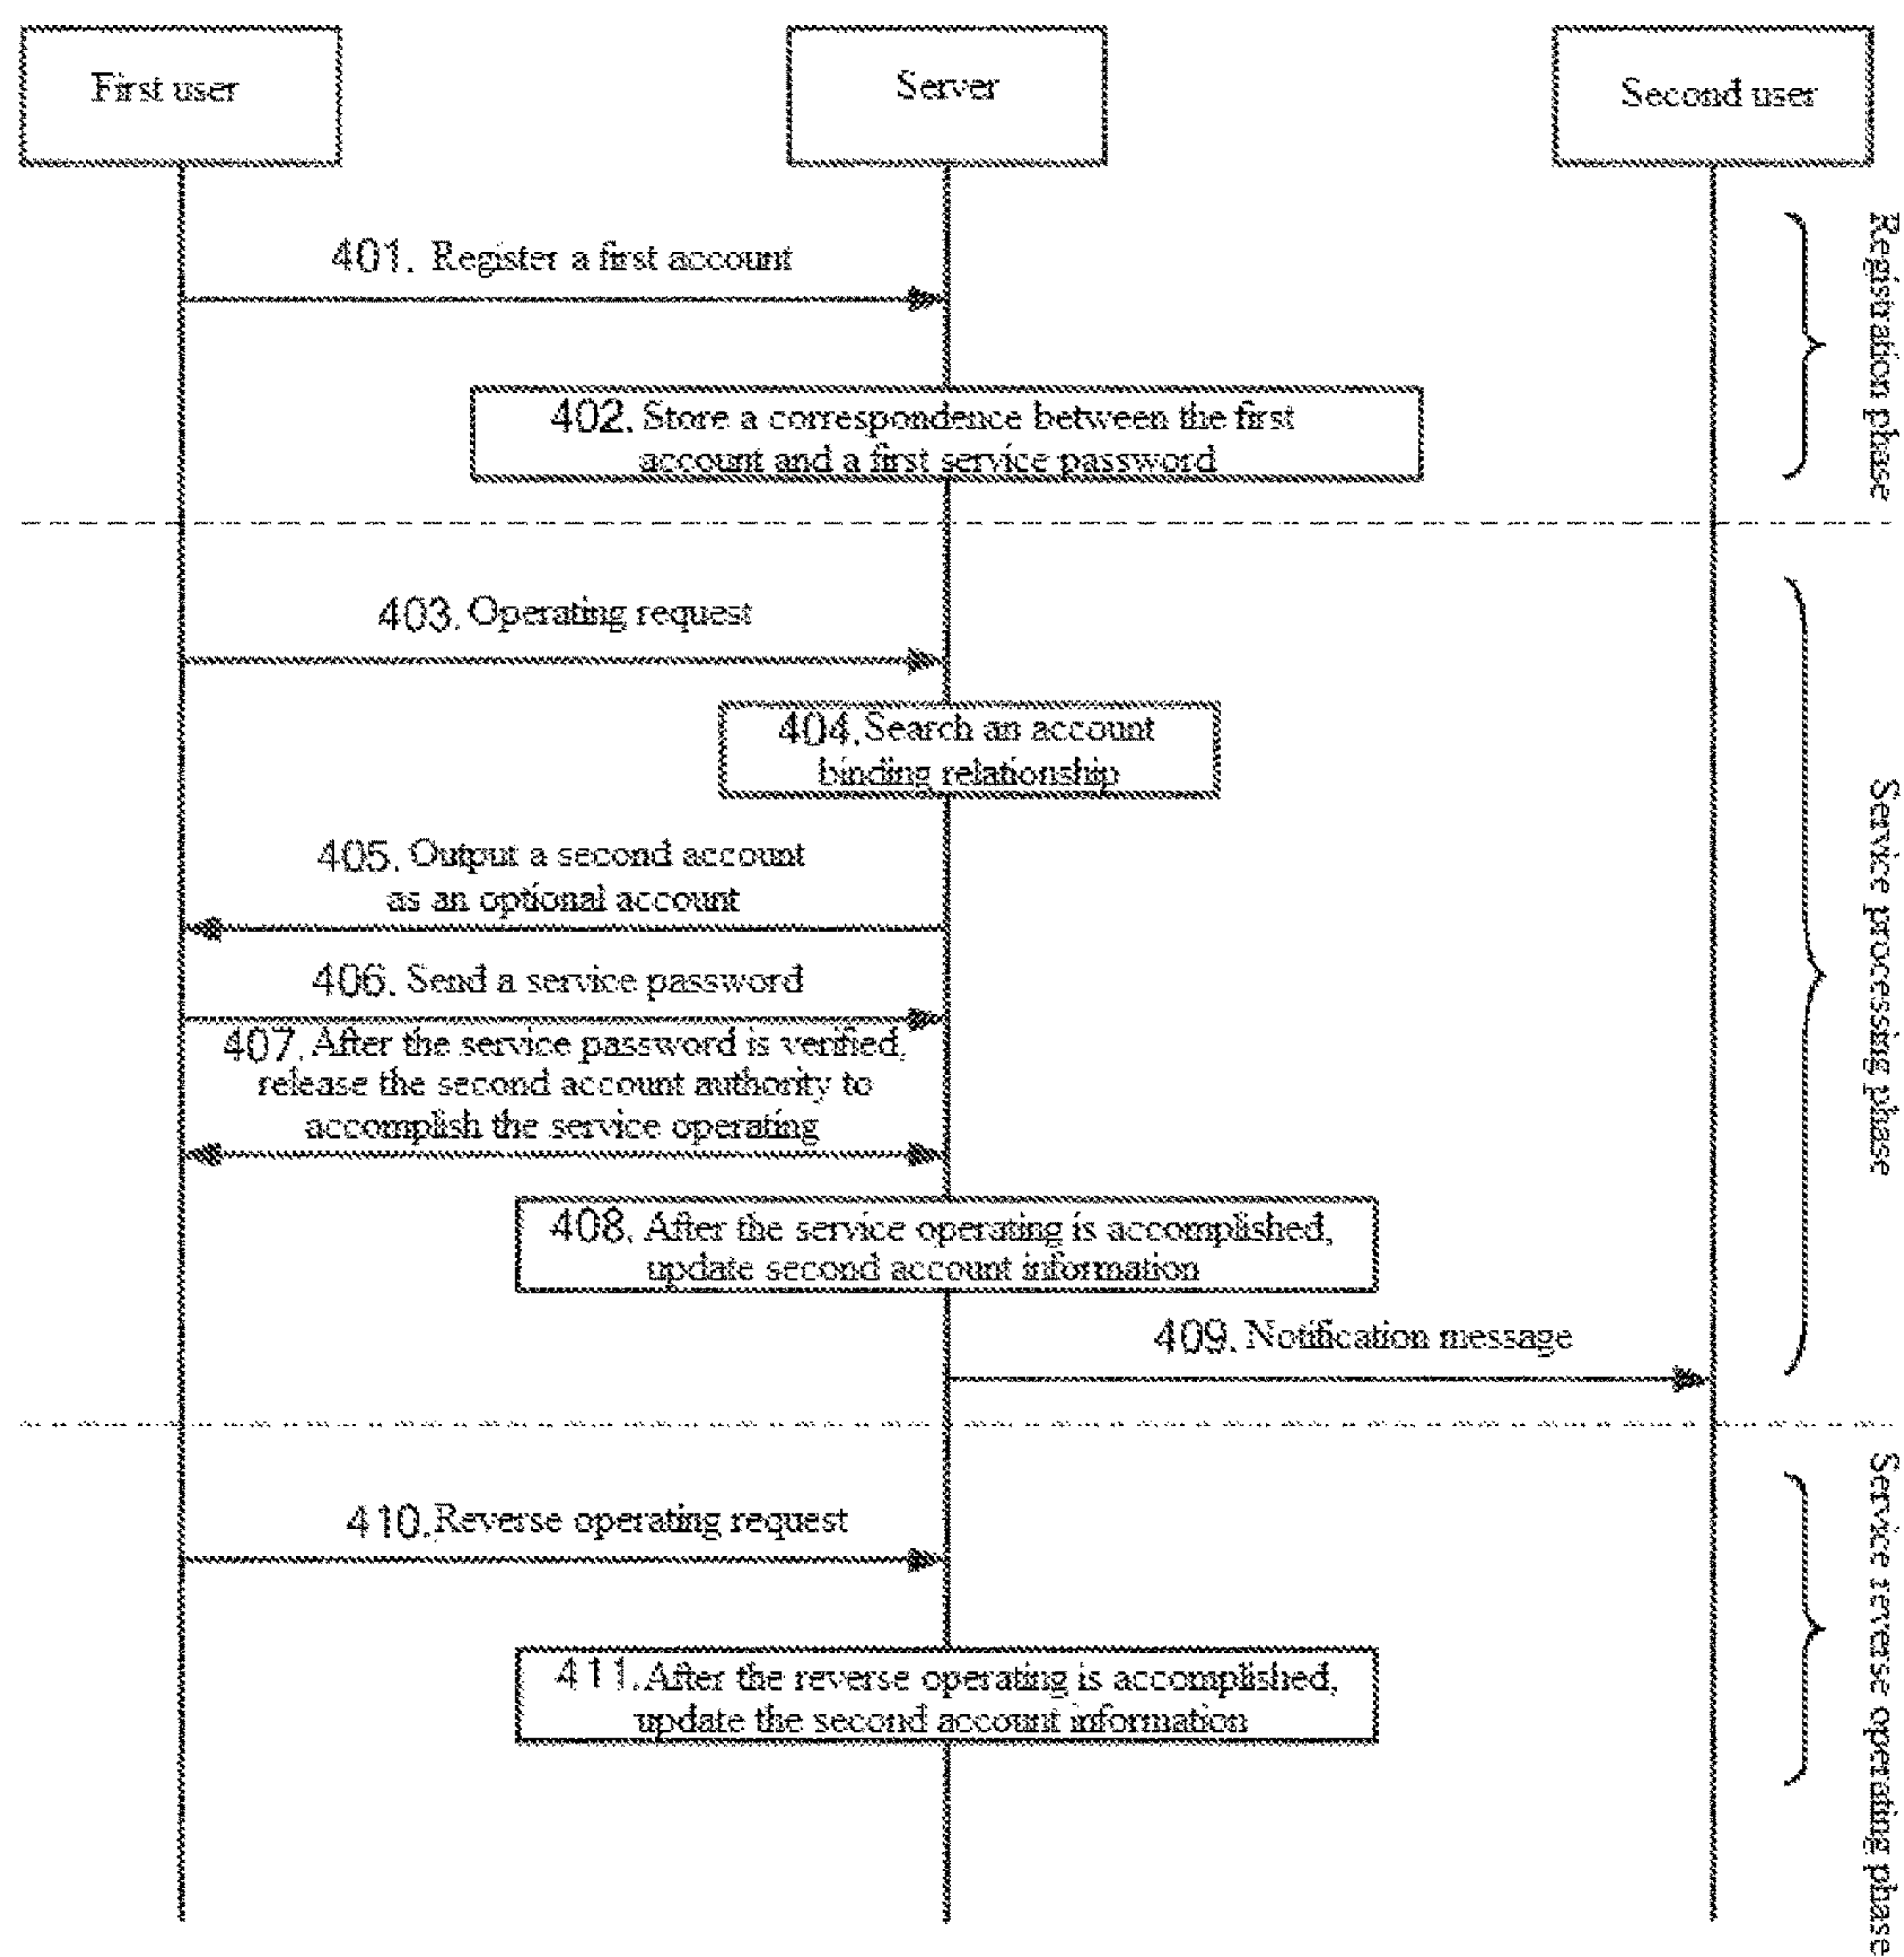 First user
Server
Second user
401. Register a first account
402. Store a correspondence between the first
account and a first service password
Registration phase
403. Operating request
404. Search an account
binding relationship
405. Output a second account
as an optional account
406. Send a service password
407. After the service password is verified,
release the second account authority to
accomplish the service operating
408. After the service operating is accomplished,
update second account information
409. Notification message
Service processing phase
410. Reverse operating request
411. After the reverse operating is accomplished,
update the second account information
Service reverse operating phase